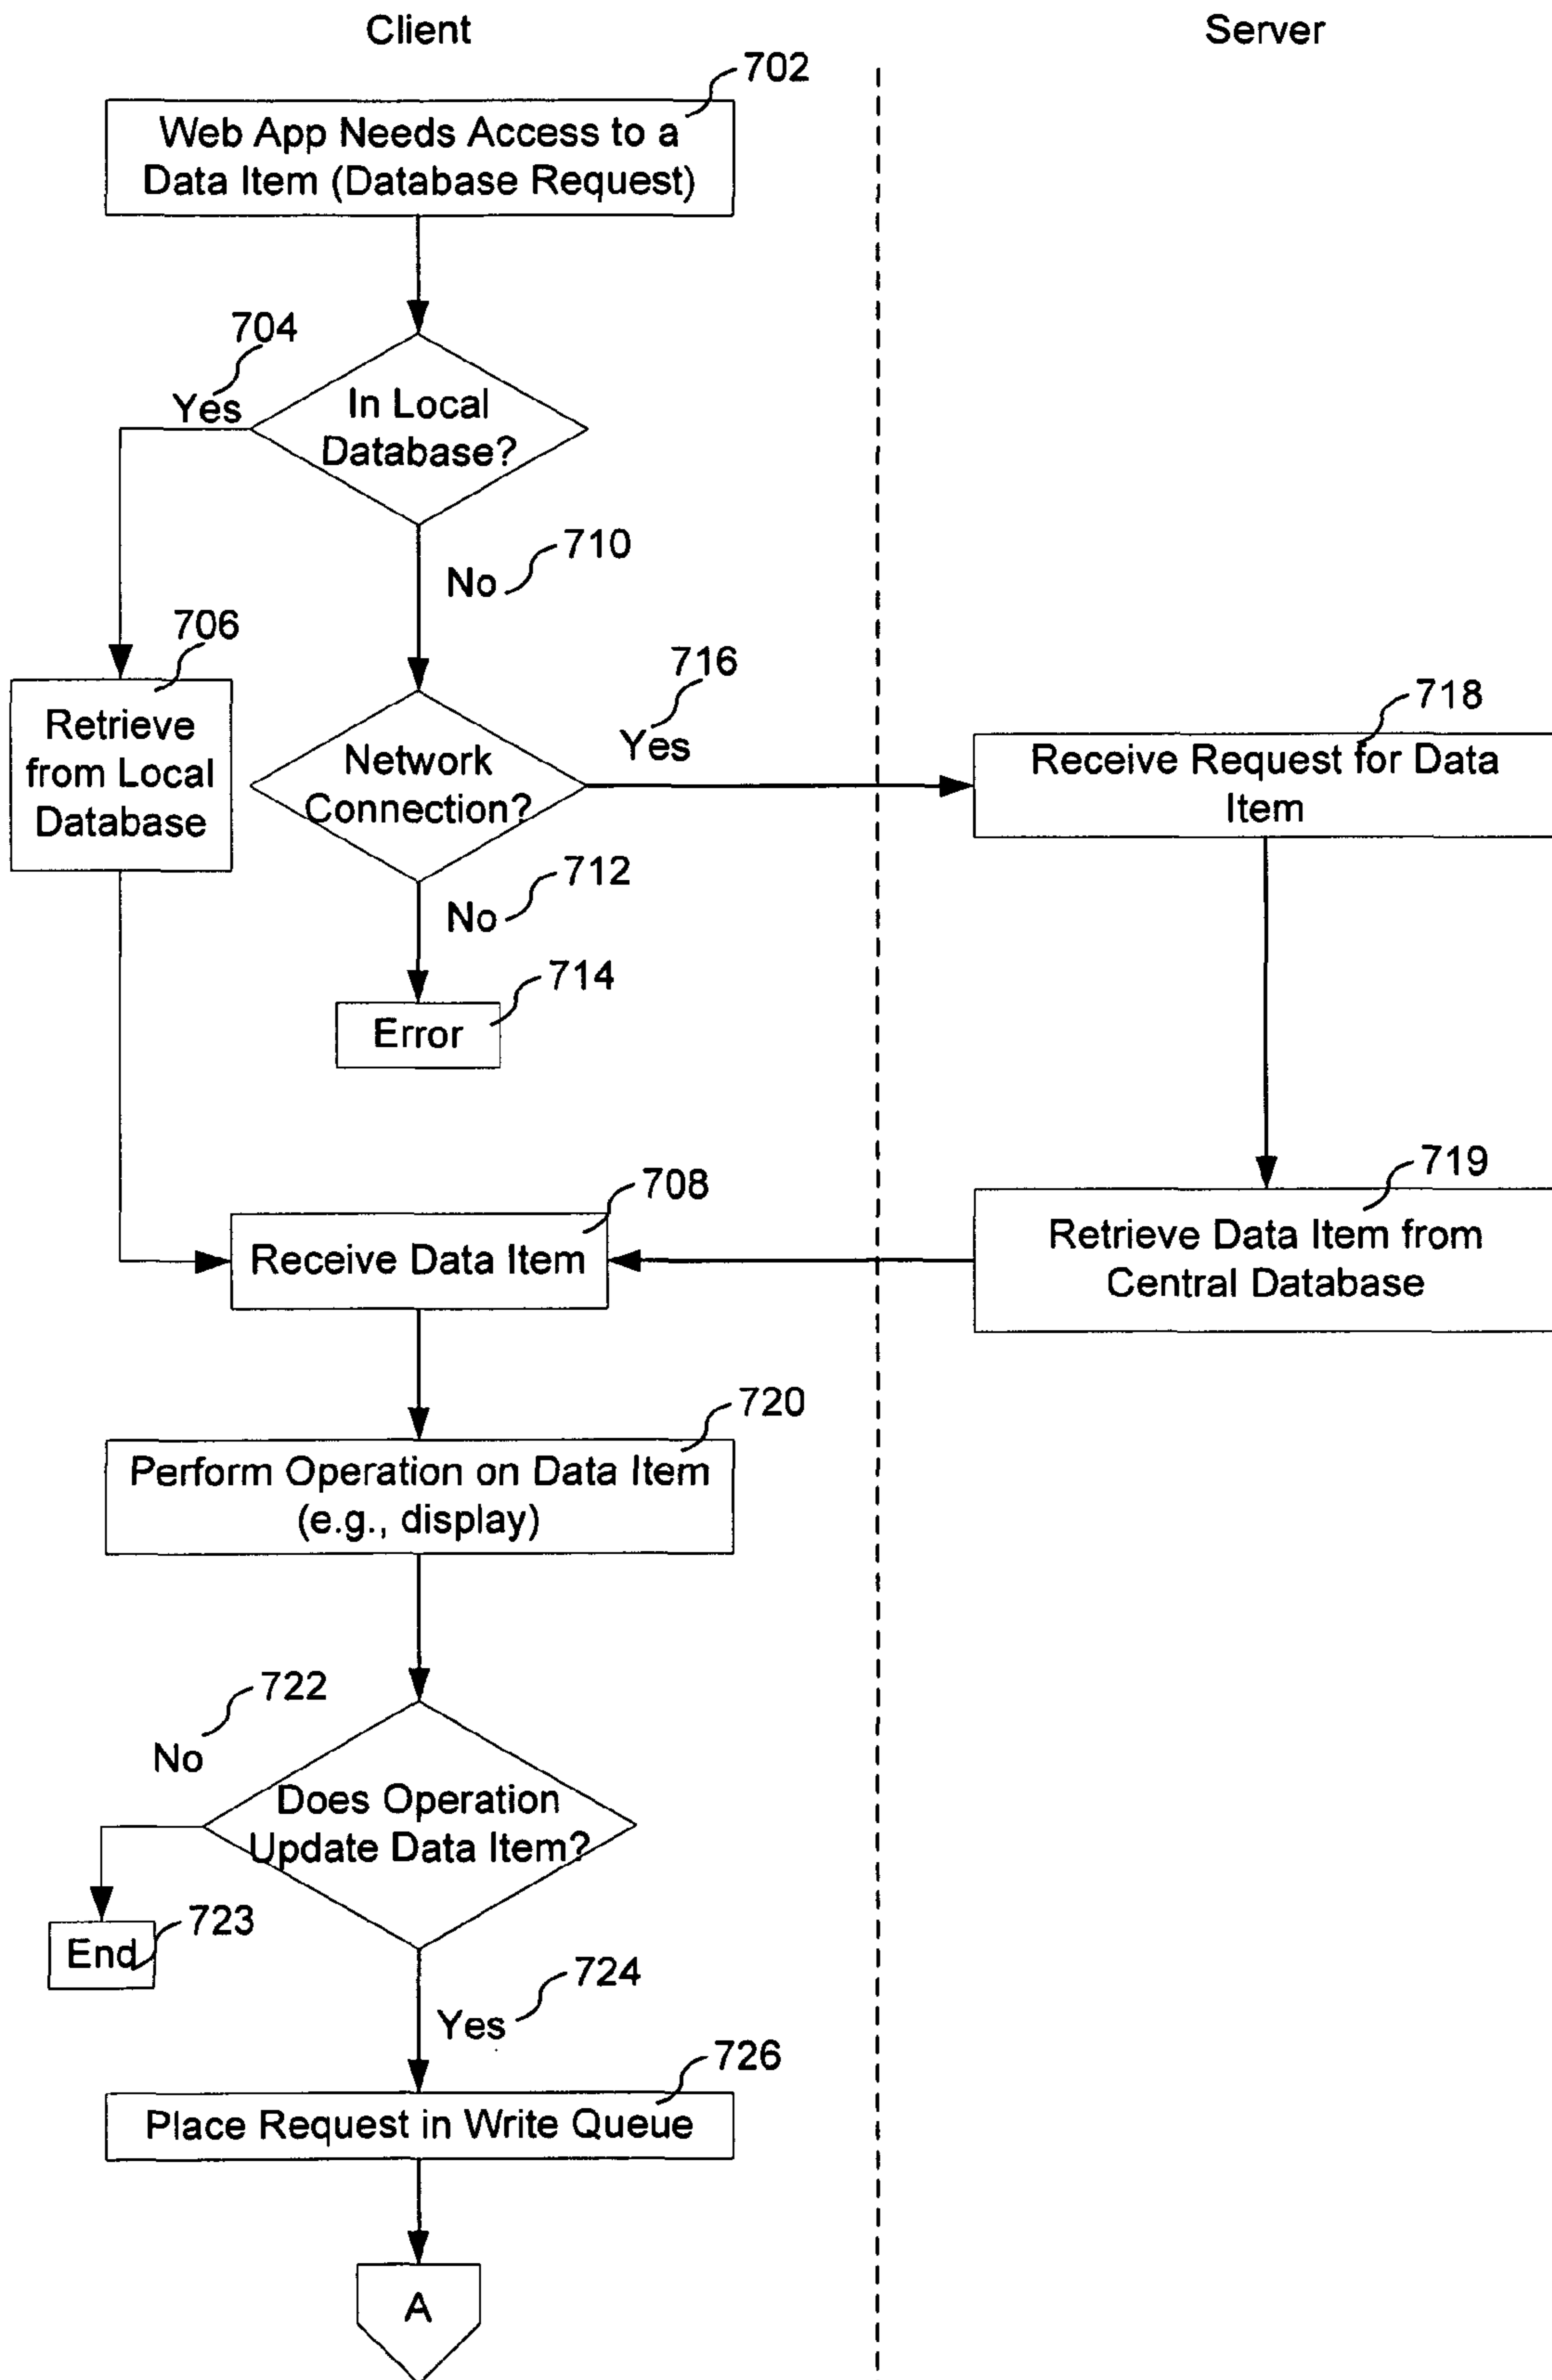 Client
Server
702
Web App Needs Access to a
Data Item (Database Request)
704
Yes
In Local
Database?
710
No
706
Retrieve
from Local
Database
716
Yes
Network
Connection?
718
Receive Request for Data
Item
712
No
714
Error
708
Receive Data Item
719
Retrieve Data Item from
Central Database
720
Perform Operation on Data Item
(e.g., display)
722
No
Does Operation
Update Data Item?
723
End
724
Yes
726
Place Request in Write Queue
A